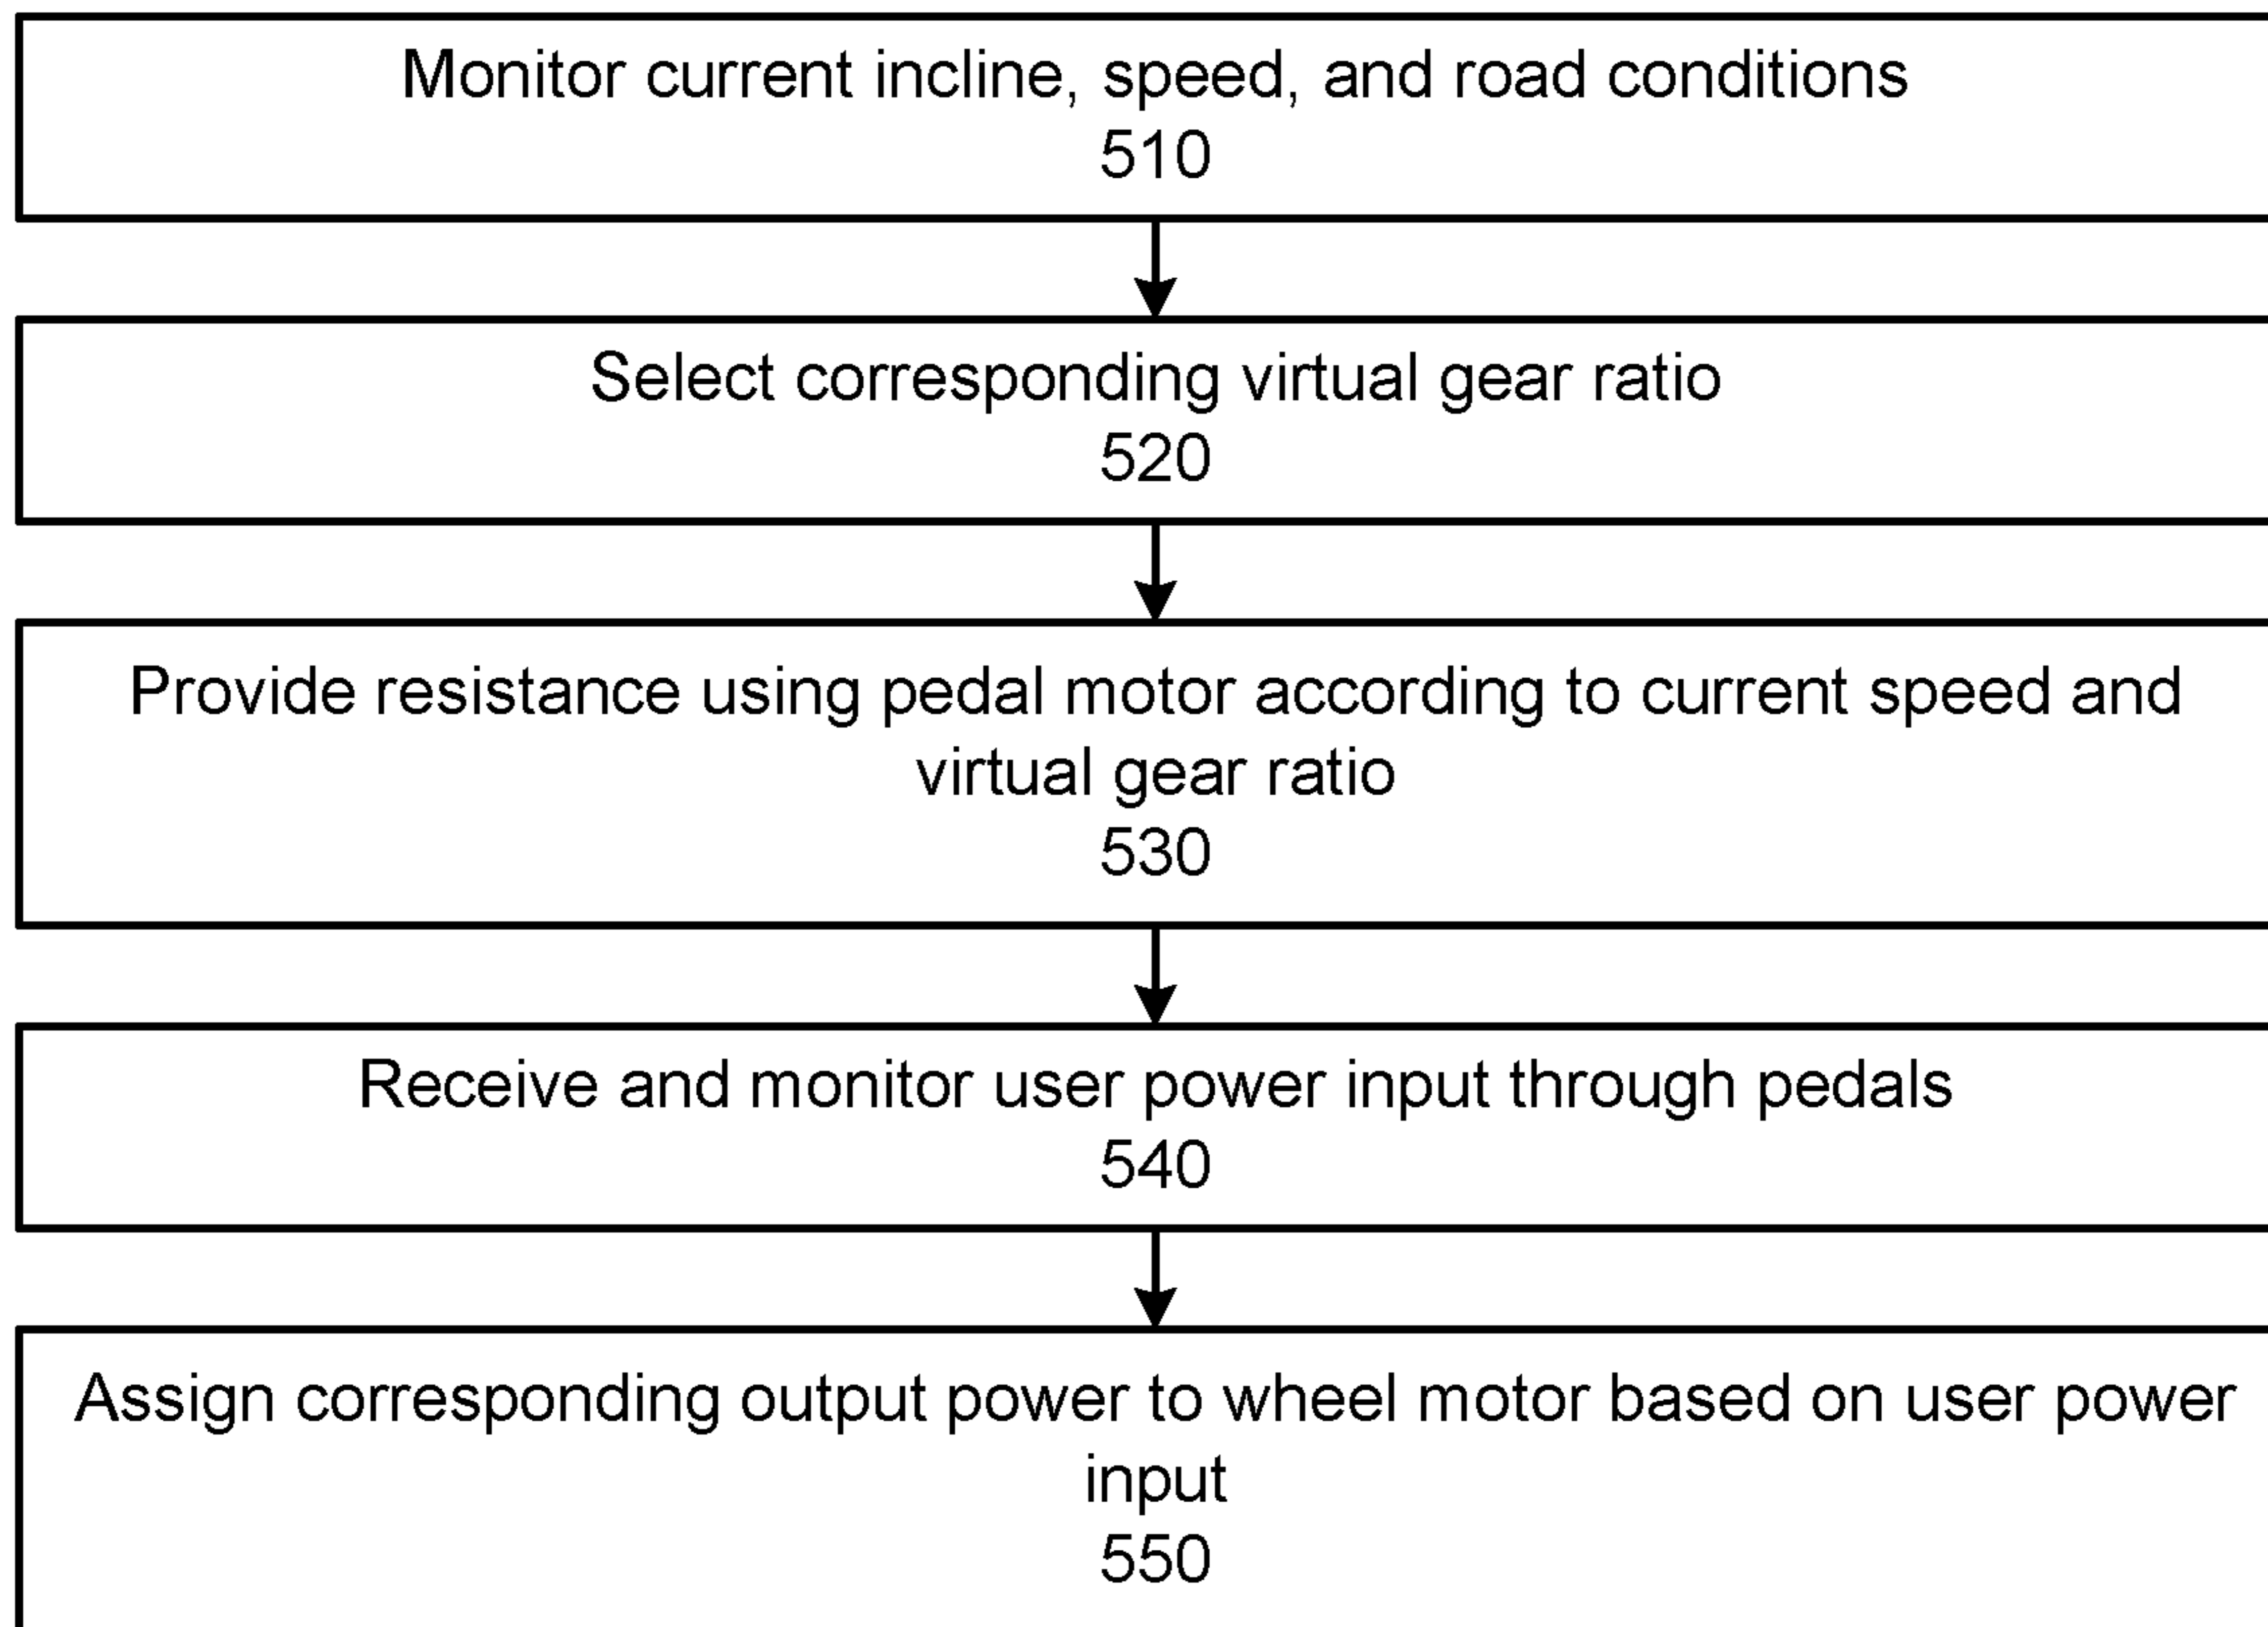 Monitor current incline, speed, and road conditions
510
Select corresponding virtual gear ratio
520
Provide resistance using pedal motor according to current speed and
virtual gear ratio
530
Receive and monitor user power input through pedals
540
Assign corresponding output power to wheel motor based on user power
input
550